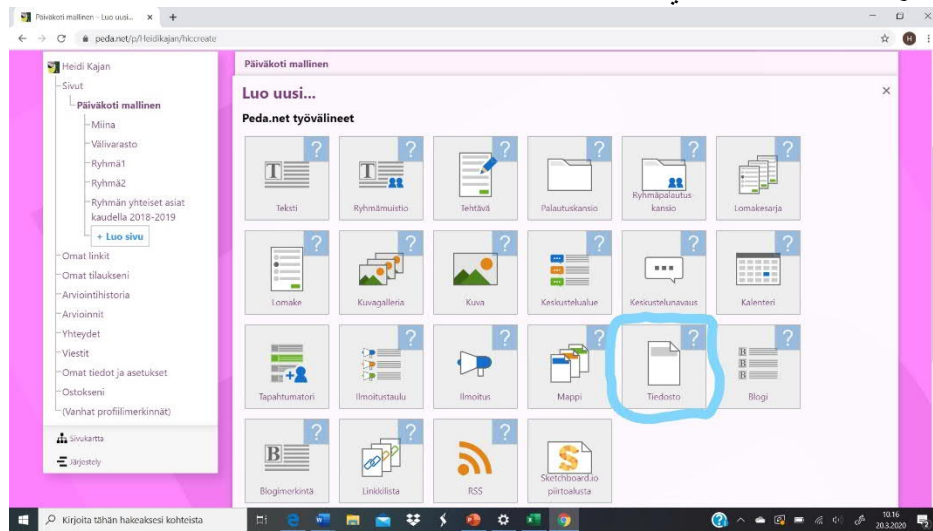 Päiväkoti mallinen - Luo uusi...
peda.net/p/Heidikajan/hlccreate
H
Heidi Kajan
Sivut
Päiväkoti mallinen
Miina
Välivarasto
Ryhmä1
Ryhmä2
Ryhmän yhteiset asiat
kaudella 2018-2019
+ Luo sivu
Omat linkit
Omat tilaukseni
Arviointihistoria
Arvioinnit
Yhteydet
Viestit
Omat tiedot ja asetukset
Ostokseni
(Vanhat profiilimerkinnät)
Sivukartta
Järjestely
Päiväkoti mallinen
Luo uusi...
Peda.net työvälineet
? ? ? ? ? ?
T T
Teksti Ryhmämuistio Tehtävä Palautuskansio Ryhmäpalautus
kansio Lomakesarja
? ? ? ? ? ?
Lomake Kuvagalleria Kuva Keskustelualue Keskustelunavaus Kalenteri
? ? ? ? ? ?
B
B
B
Tapahtumatori Ilmoitustaulu Ilmoitus Mappi Tiedosto Blogi
? ? ?
B S
Blogimerkintä Linkkilista RSS Sketchboard.io
piirtoalusta
Kirjoita tähän hakeaksesi kohteista
10.16
20.3.2020